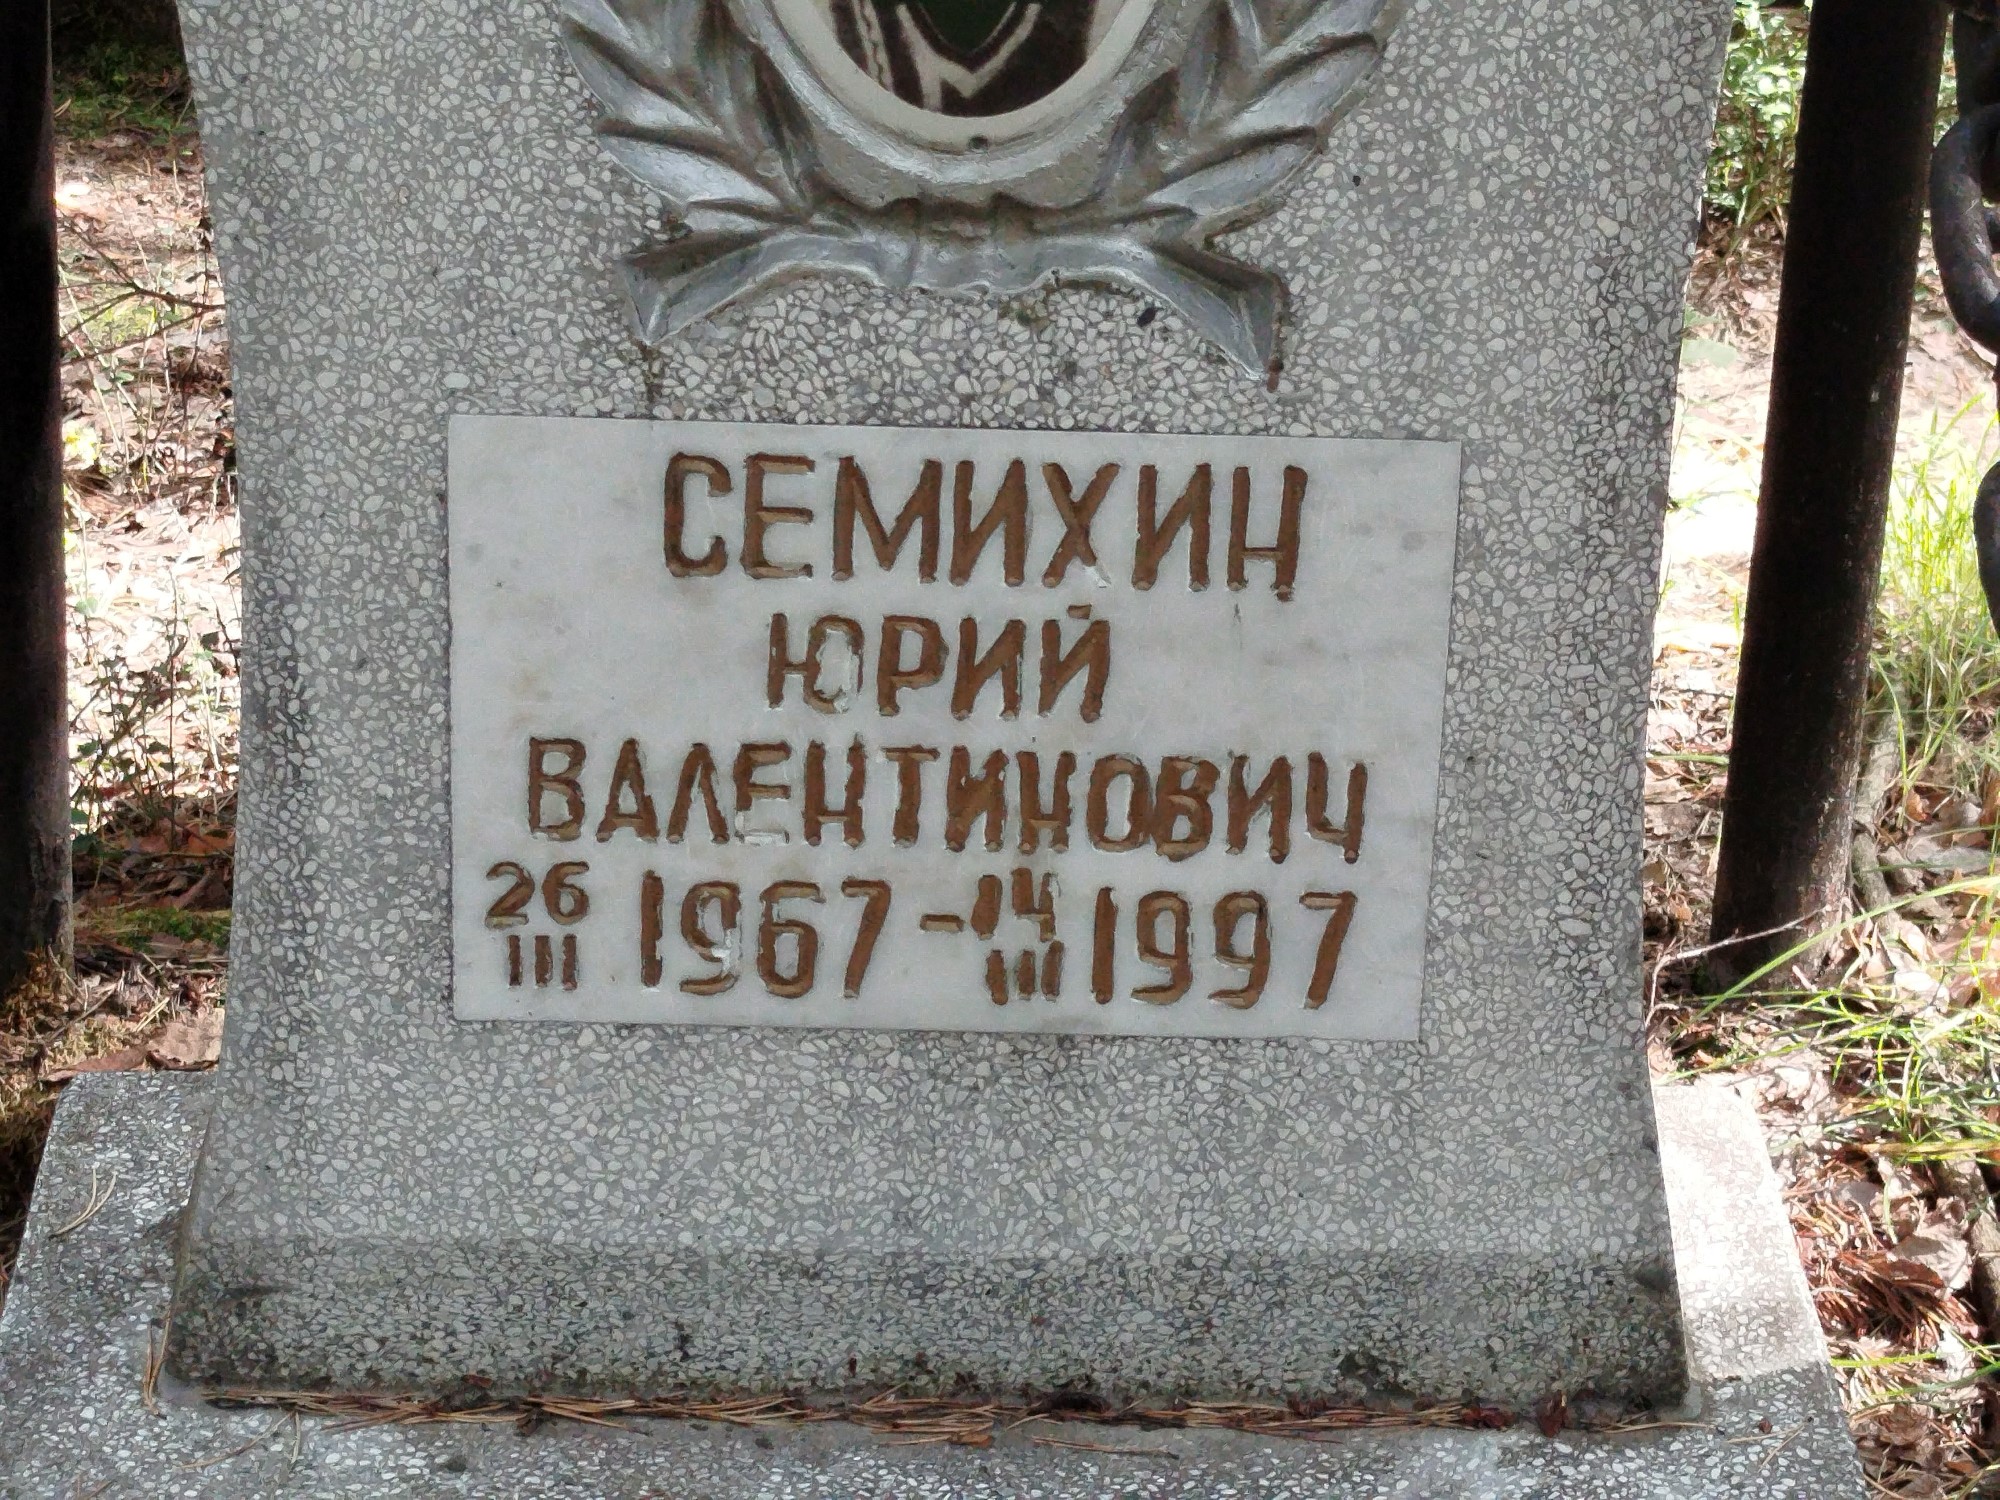 СЕМИХИН
ЮРИЙ
ВАЛЕНТИНОВИЧ
26 III 1967 - 14 III 1997